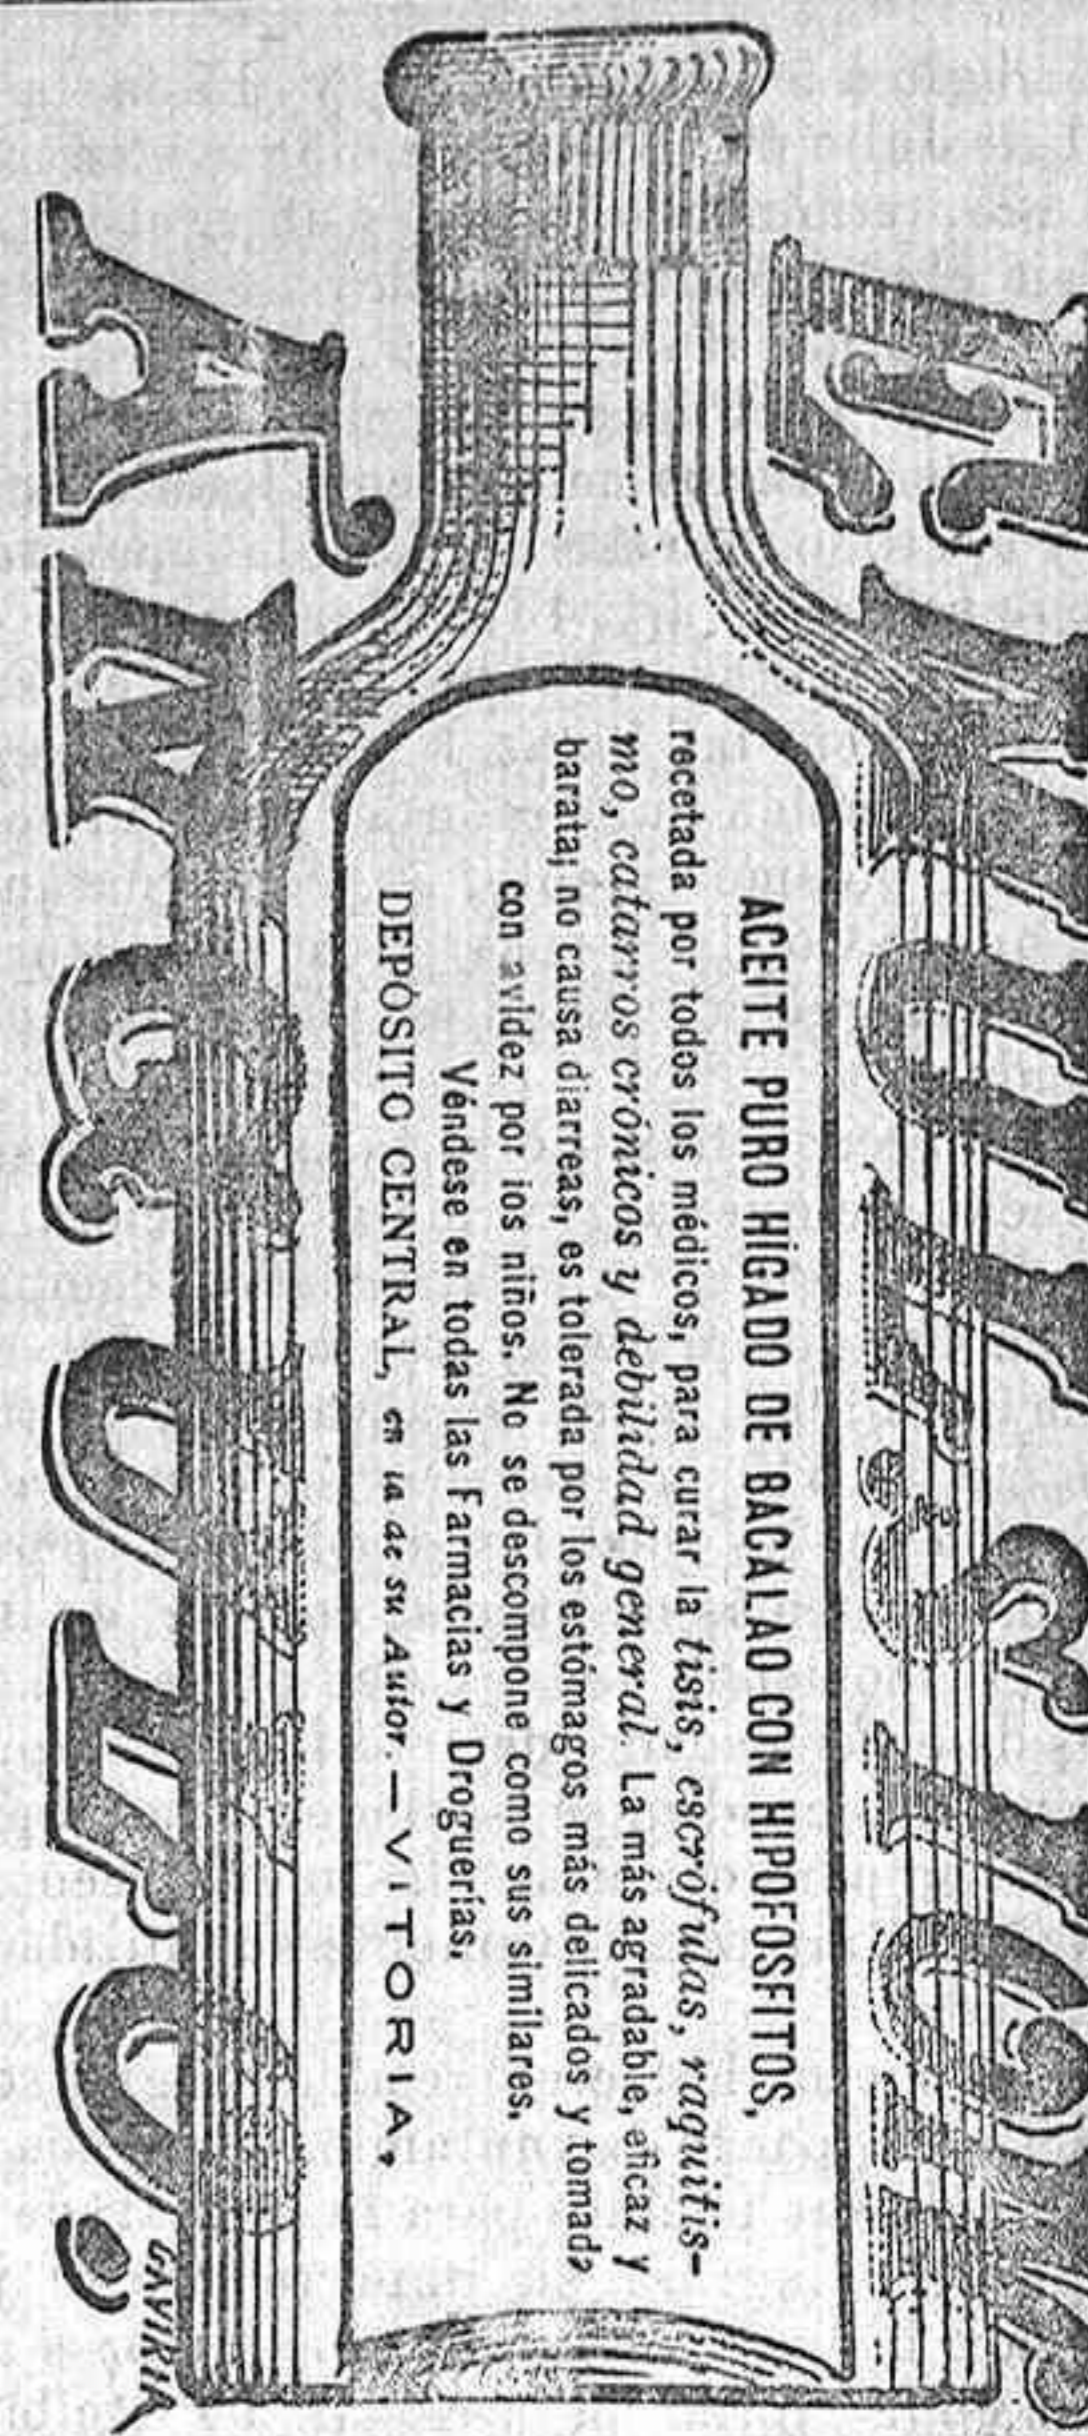 EMULSION
ACEITE PURO HÍGADO DE BACALAO CON HIPOFOSFITOS,
recetada por todos los médicos, para curar la tisis, escrófulas, raquitis-
mo, catarros crónicos y debilidad general. La más agradable, eficaz y
barata; no causa diarreas, es tolerada por los estómagos más delicados y tomada
con avidez por los niños. No se descompone como sus similares.
Véndese en todas las Farmacias y Droguerías.
DEPÓSITO CENTRAL, en la de su Autor.—VITORIA,
GAVIRIA